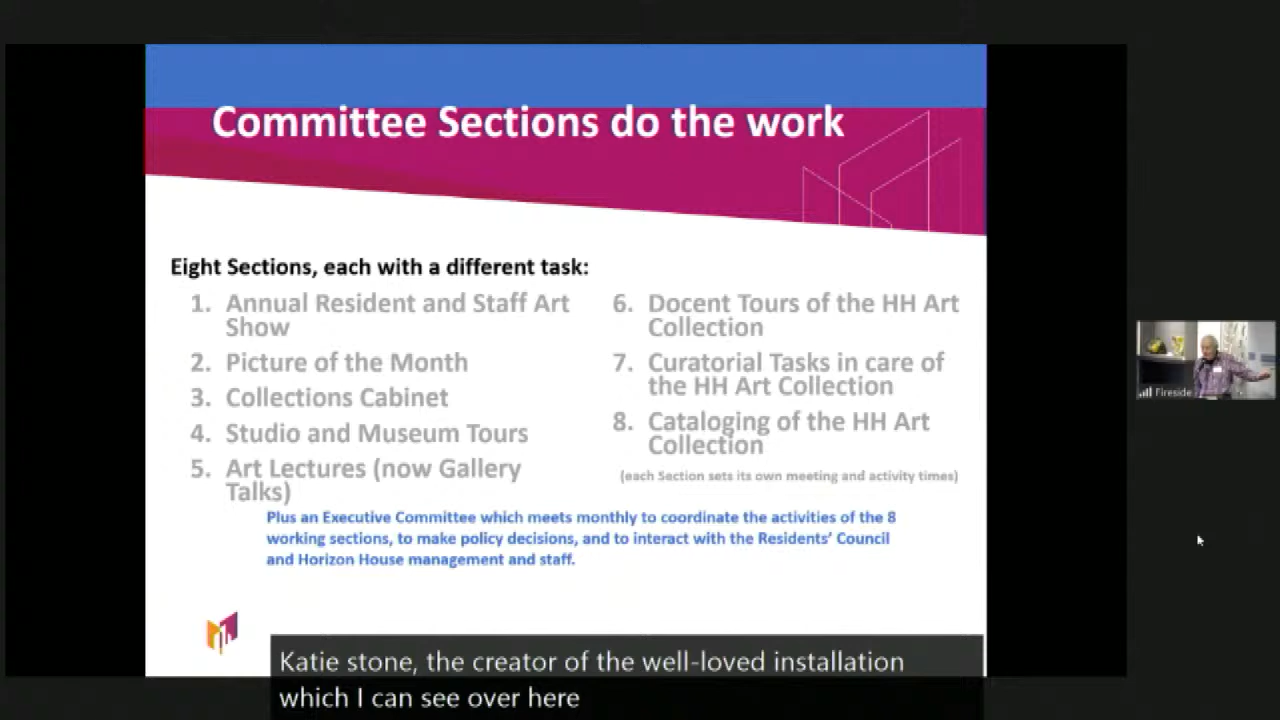 Committee Sections do the work
Eight Sections, each with a different task:
1. Annual Resident and Staff Art
Show
2. Picture of the Month
3. Collections Cabinet
4. Studio and Museum Tours
5. Art Lectures (now Gallery
Talks)
6. Docent Tours of the HH Art
Collection
7. Curatorial Tasks in care of
the HH Art Collection
8. Cataloging of the HH Art
Collection
(each Section sets its own meeting and activity times)
Plus an Executive Committee which meets monthly to coordinate the activities of the 8
working sections, to make policy decisions, and to interact with the Residents' Council
and Horizon House management and staff.
Katie stone, the creator of the well-loved installation
which I can see over here
Fireside